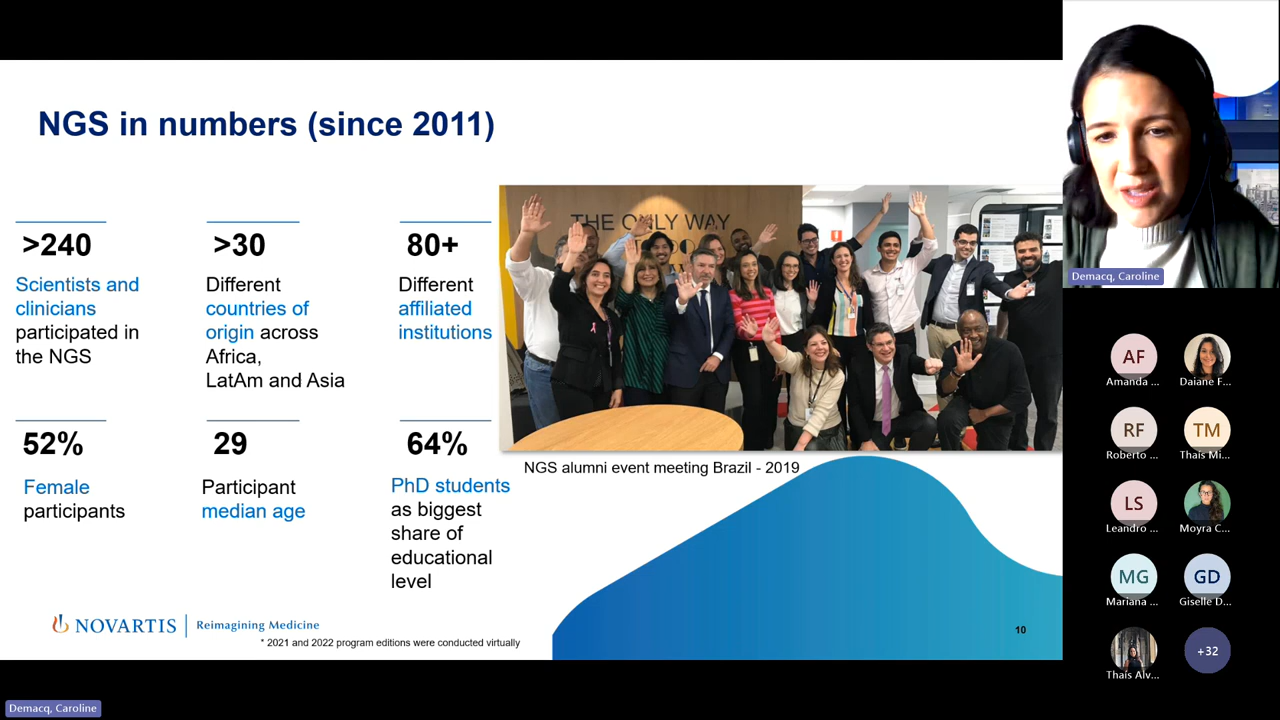 NGS in numbers (since 2011)
>240
Scientists and
clinicians
participated in
the NGS
>30
Different
countries of
origin across
Africa,
LatAm and Asia
80+
Different
affiliated
institutions
52%
Female
participants
29
Participant
median age
64%
PhD students
as biggest
share of
educational
level
THE ONLY WAY
NGS alumni event meeting Brazil - 2019
NOVARTIS | Reimagining Medicine
* 2021 and 2022 program editions were conducted virtually
10
Demacq, Caroline
AF
Amanda ...
Daiane F...
RF
Roberto ...
TM
Thais Mi...
LS
Leandro ...
Moyra C...
MG
Mariana ...
GD
Giselle D...
Thaís Alv...
+32
Demacq, Caroline